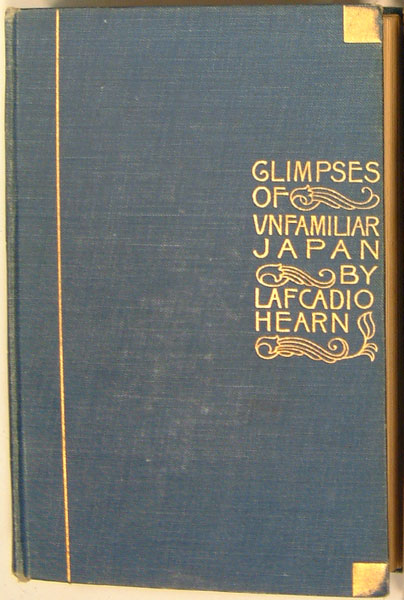 GLIMPSES
OF
VNFAMILIAR
JAPAN
BY
LAFCADIO
HEARN